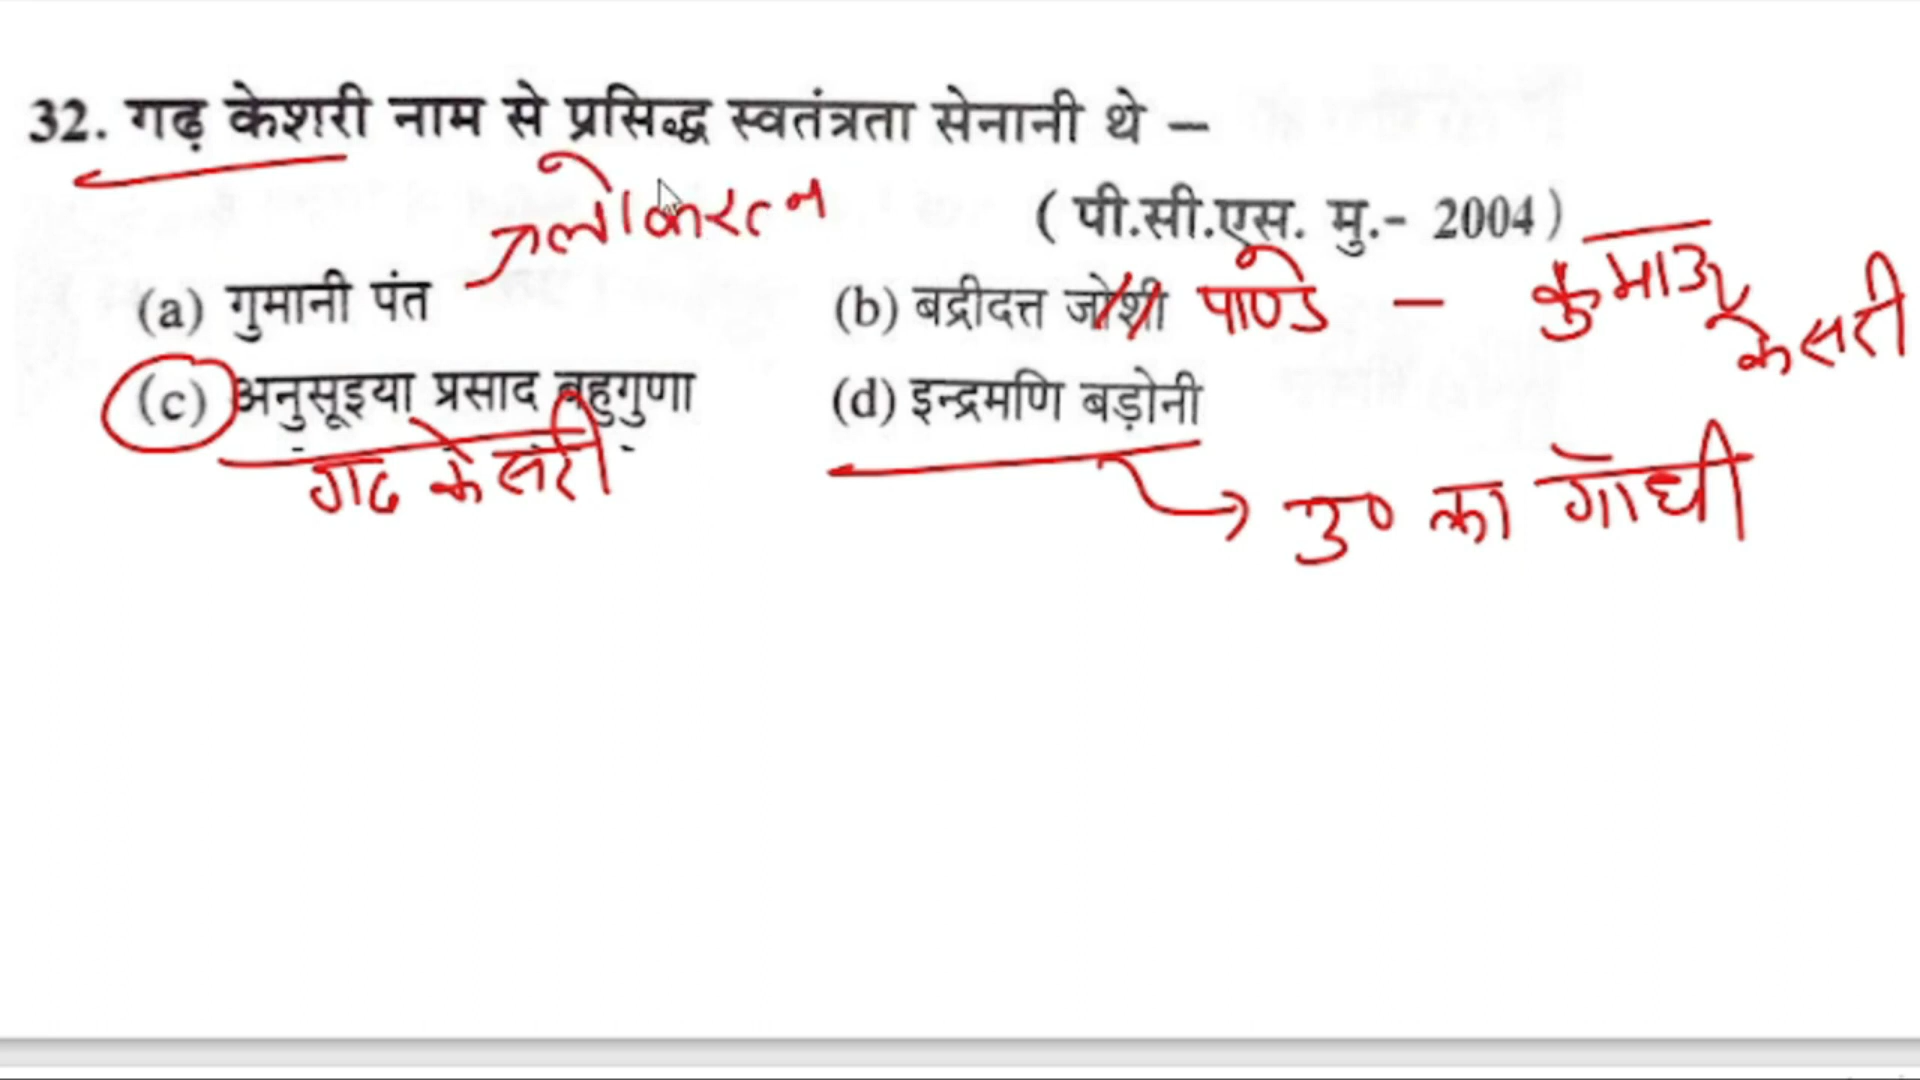 32. गढ़ केशरी नाम से प्रसिद्ध स्वतंत्रता सेनानी थे –
लोकरत्न
( पी.सी.एस. मु.- 2004)
(a) गुमानी पंत
(b) बद्रीदत्त जोशी पाण्डे – कुमाऊ केसरी
(c) अनुसूइया प्रसाद बहुगुणा
(d) इन्द्रमणि बड़ोनी
गढ केसरी
उ० का गाँधी